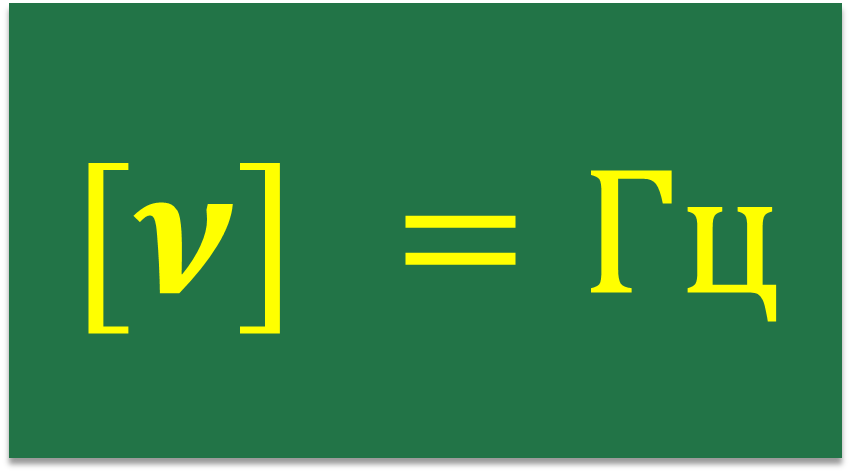 [ν] = Гц